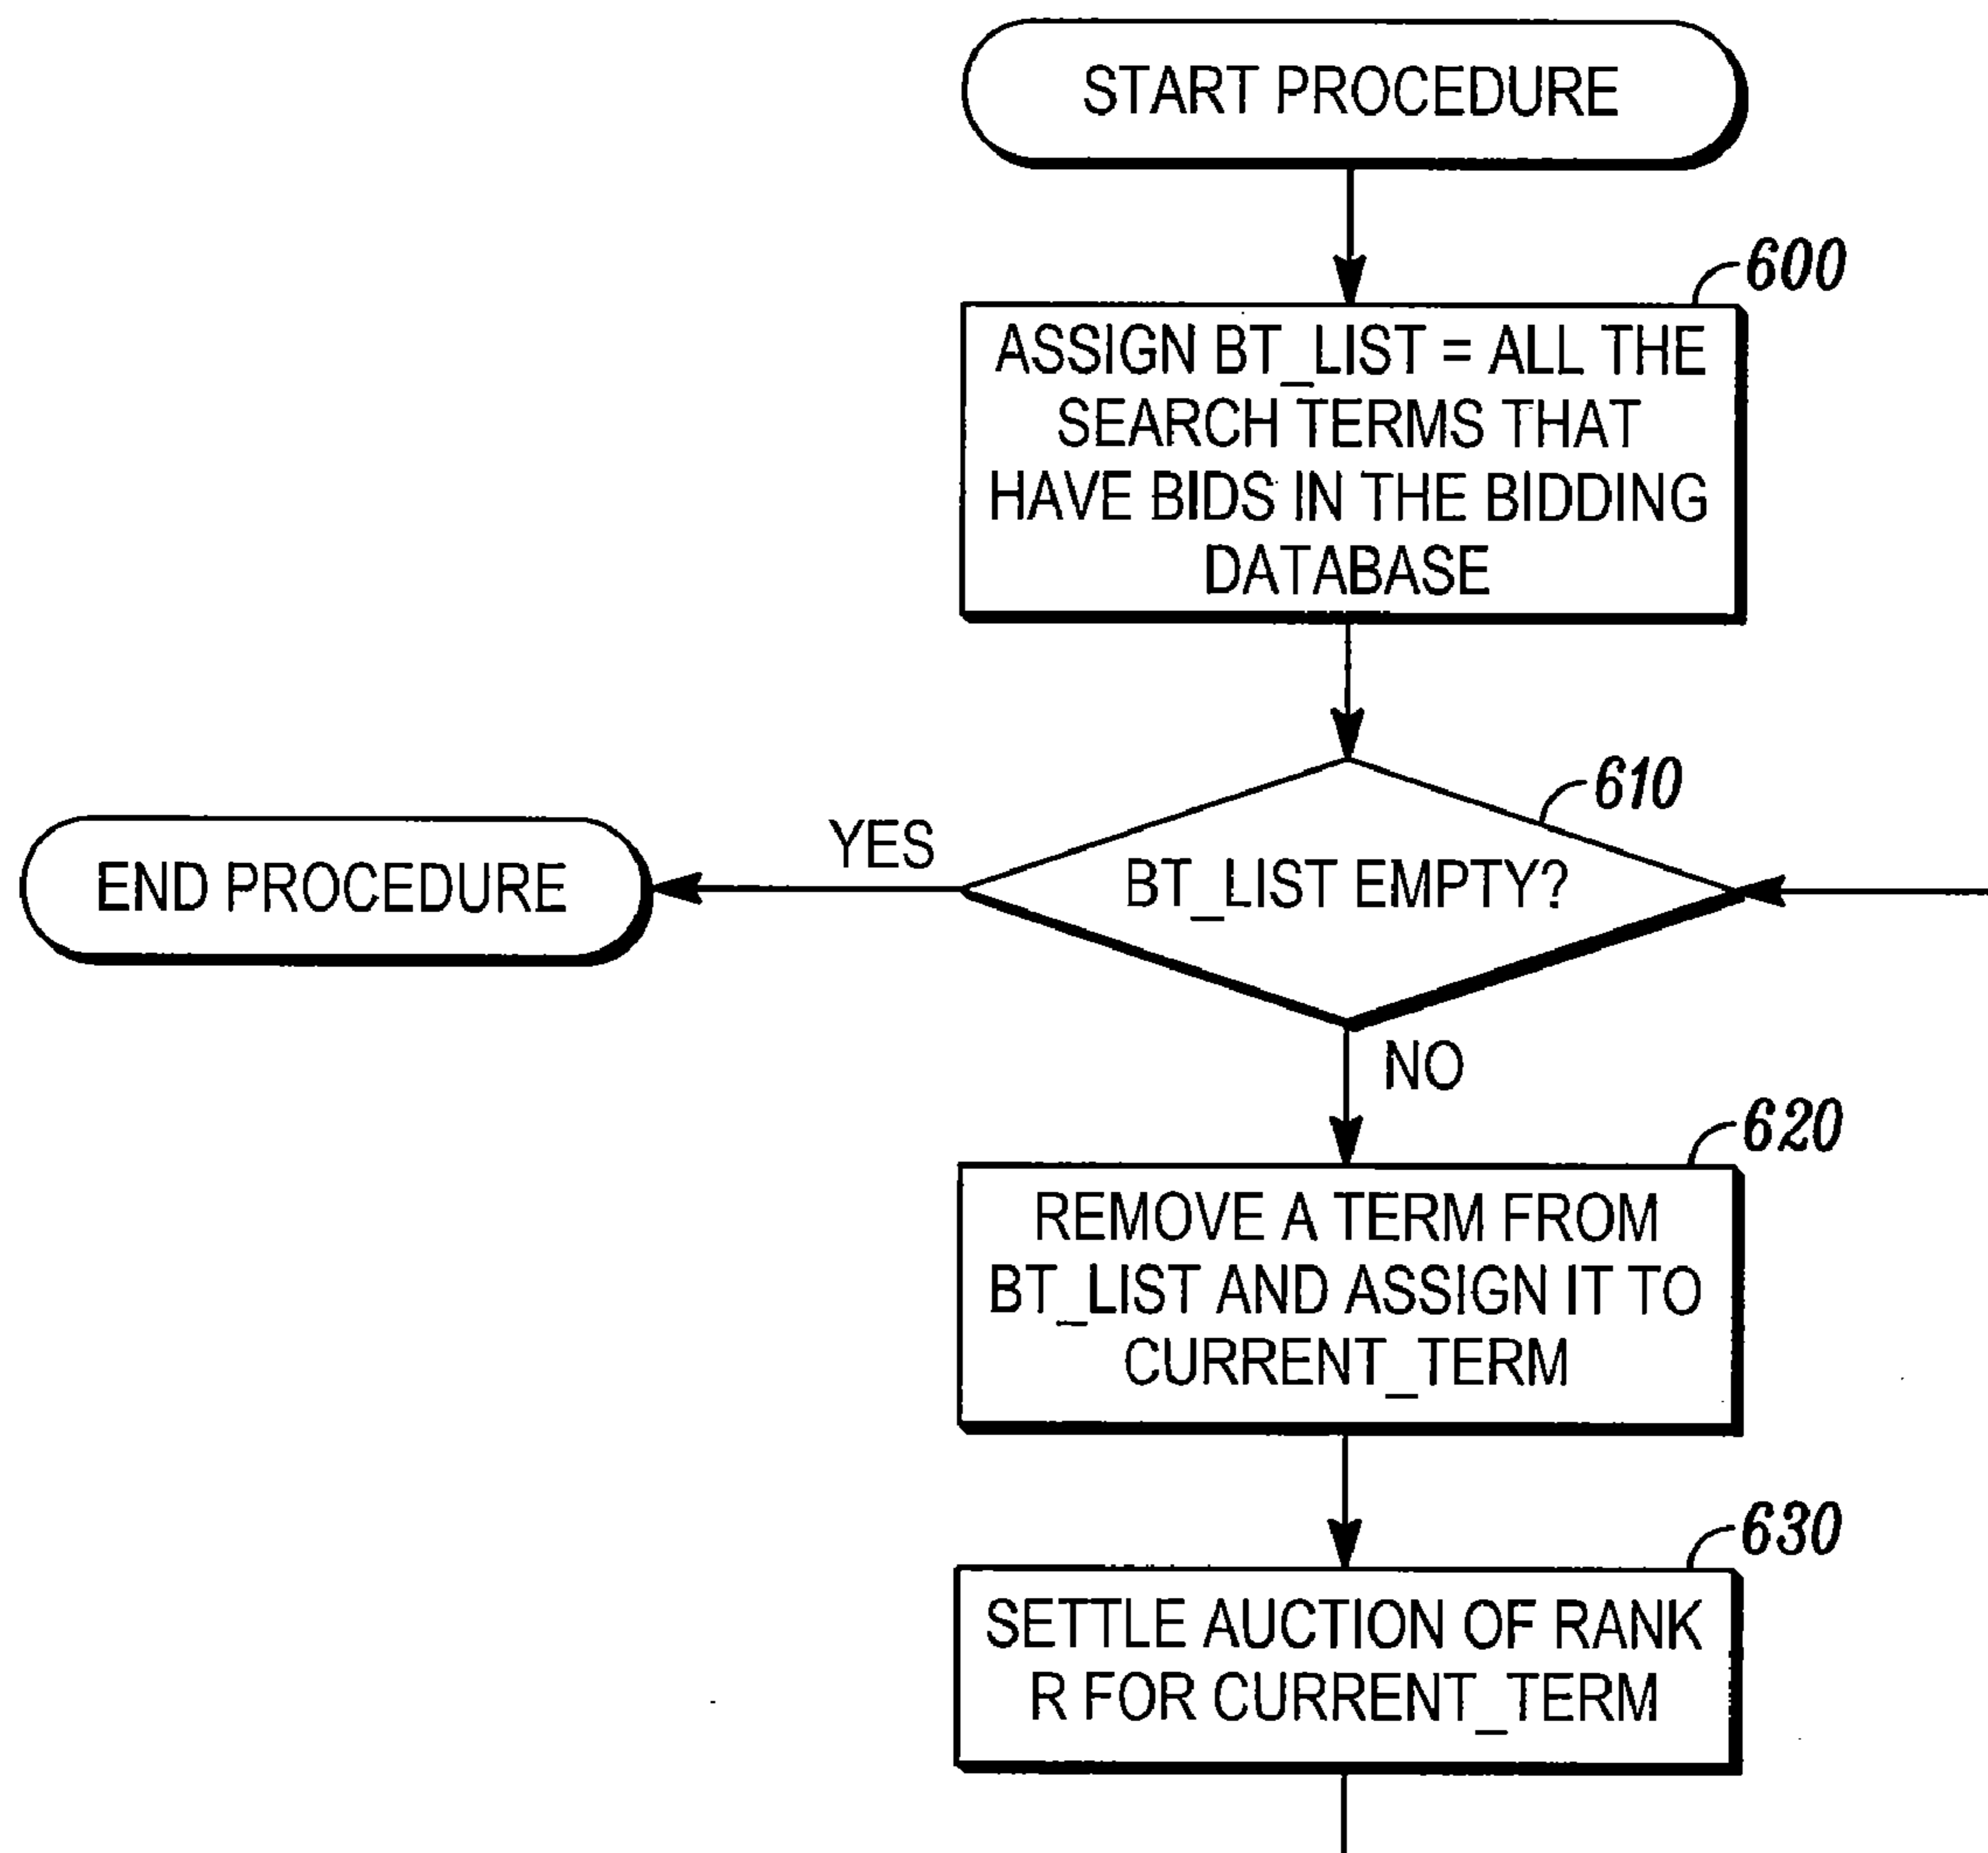 START PROCEDURE
600
ASSIGN BT_LIST = ALL THE
SEARCH TERMS THAT
HAVE BIDS IN THE BIDDING
DATABASE
610
YES
BT_LIST EMPTY?
END PROCEDURE
NO
620
REMOVE A TERM FROM
BT_LIST AND ASSIGN IT TO
CURRENT_TERM
630
SETTLE AUCTION OF RANK
R FOR CURRENT_TERM